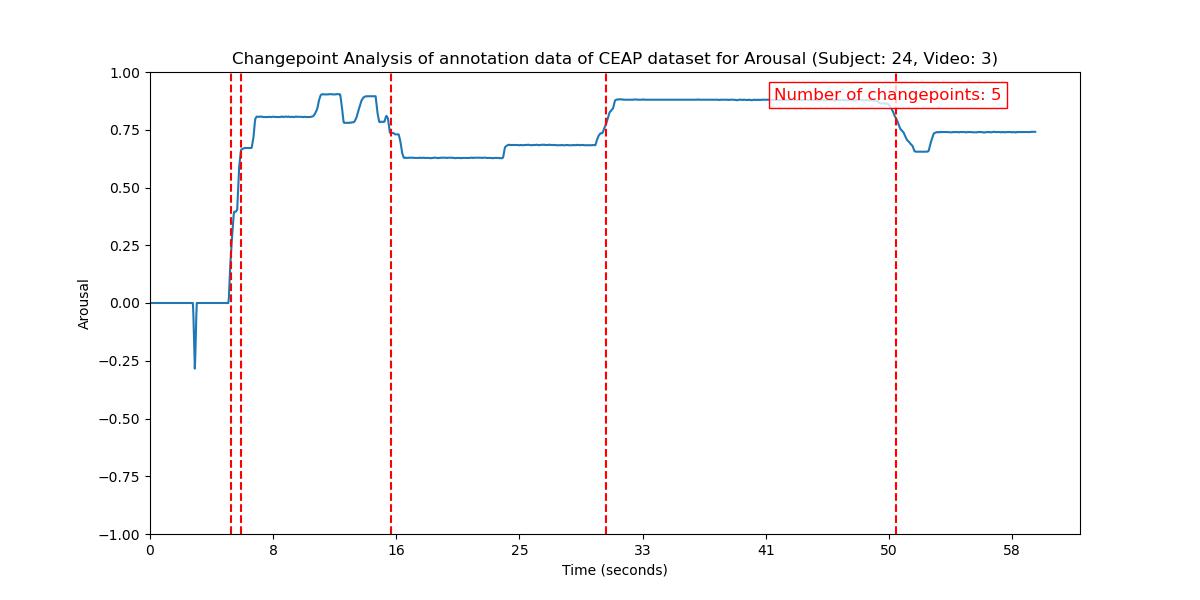 Changepoint Analysis of annotation data of CEAP dataset for Arousal (Subject: 24, Video: 3)
Number of changepoints: 5
1.00
0.75
0.50
0.25
0.00
−0.25
−0.50
−0.75
−1.00
Arousal
0 8 16 25 33 41 50 58
Time (seconds)